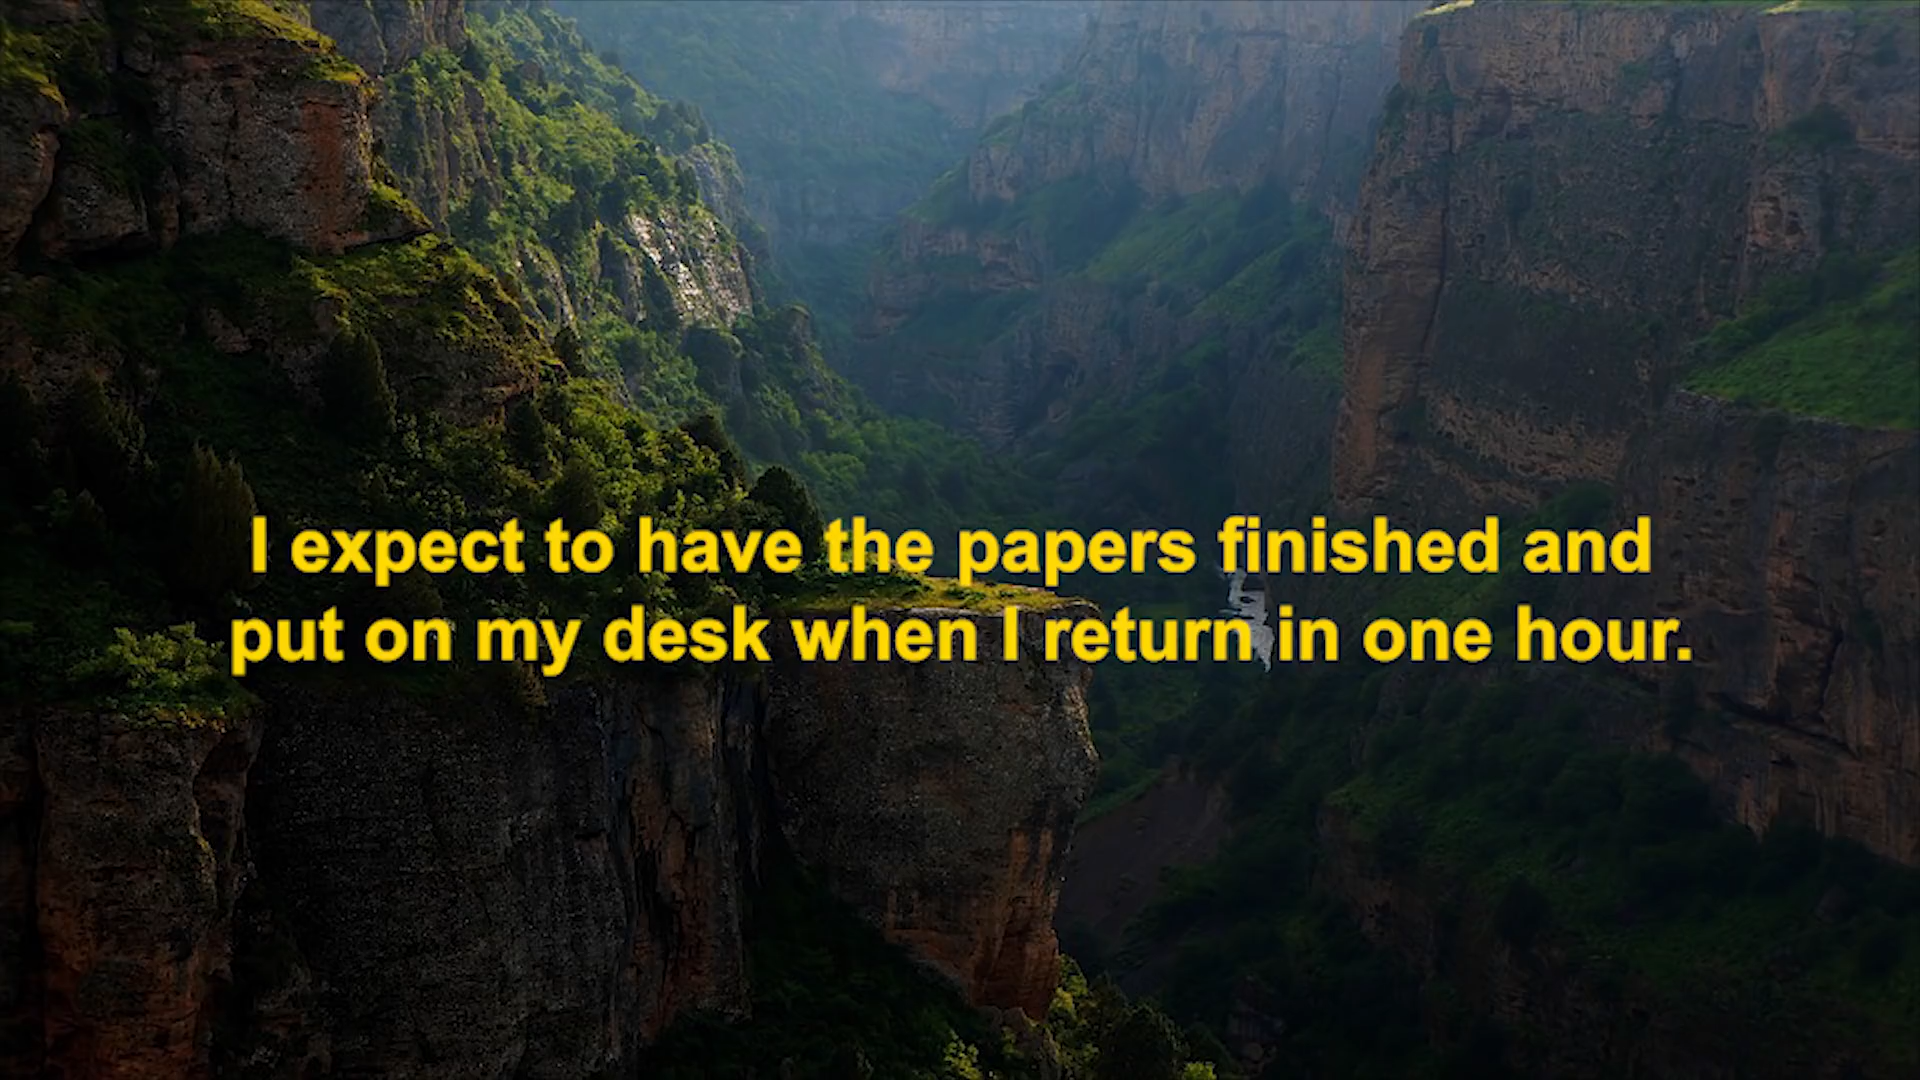 I expect to have the papers finished and
put on my desk when I return in one hour.